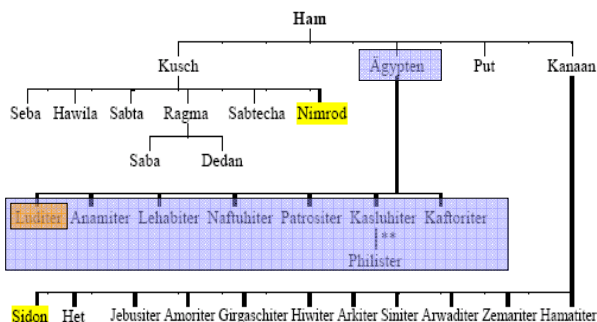 Ham
Kusch Ägypten Put Kanaan
Seba Hawila Sabta Ragma Sabtecha Nimrod
Saba Dedan
Luditer Anamiter Lehabiter Naftuhiter Patrositer Kasluhiter Kaftoriter
**
Philister
Sidon Het Jebusiter Amoriter Girgaschiter Hiwiter Arkiter Siniter Arwaditer Zemariter Hamatiter